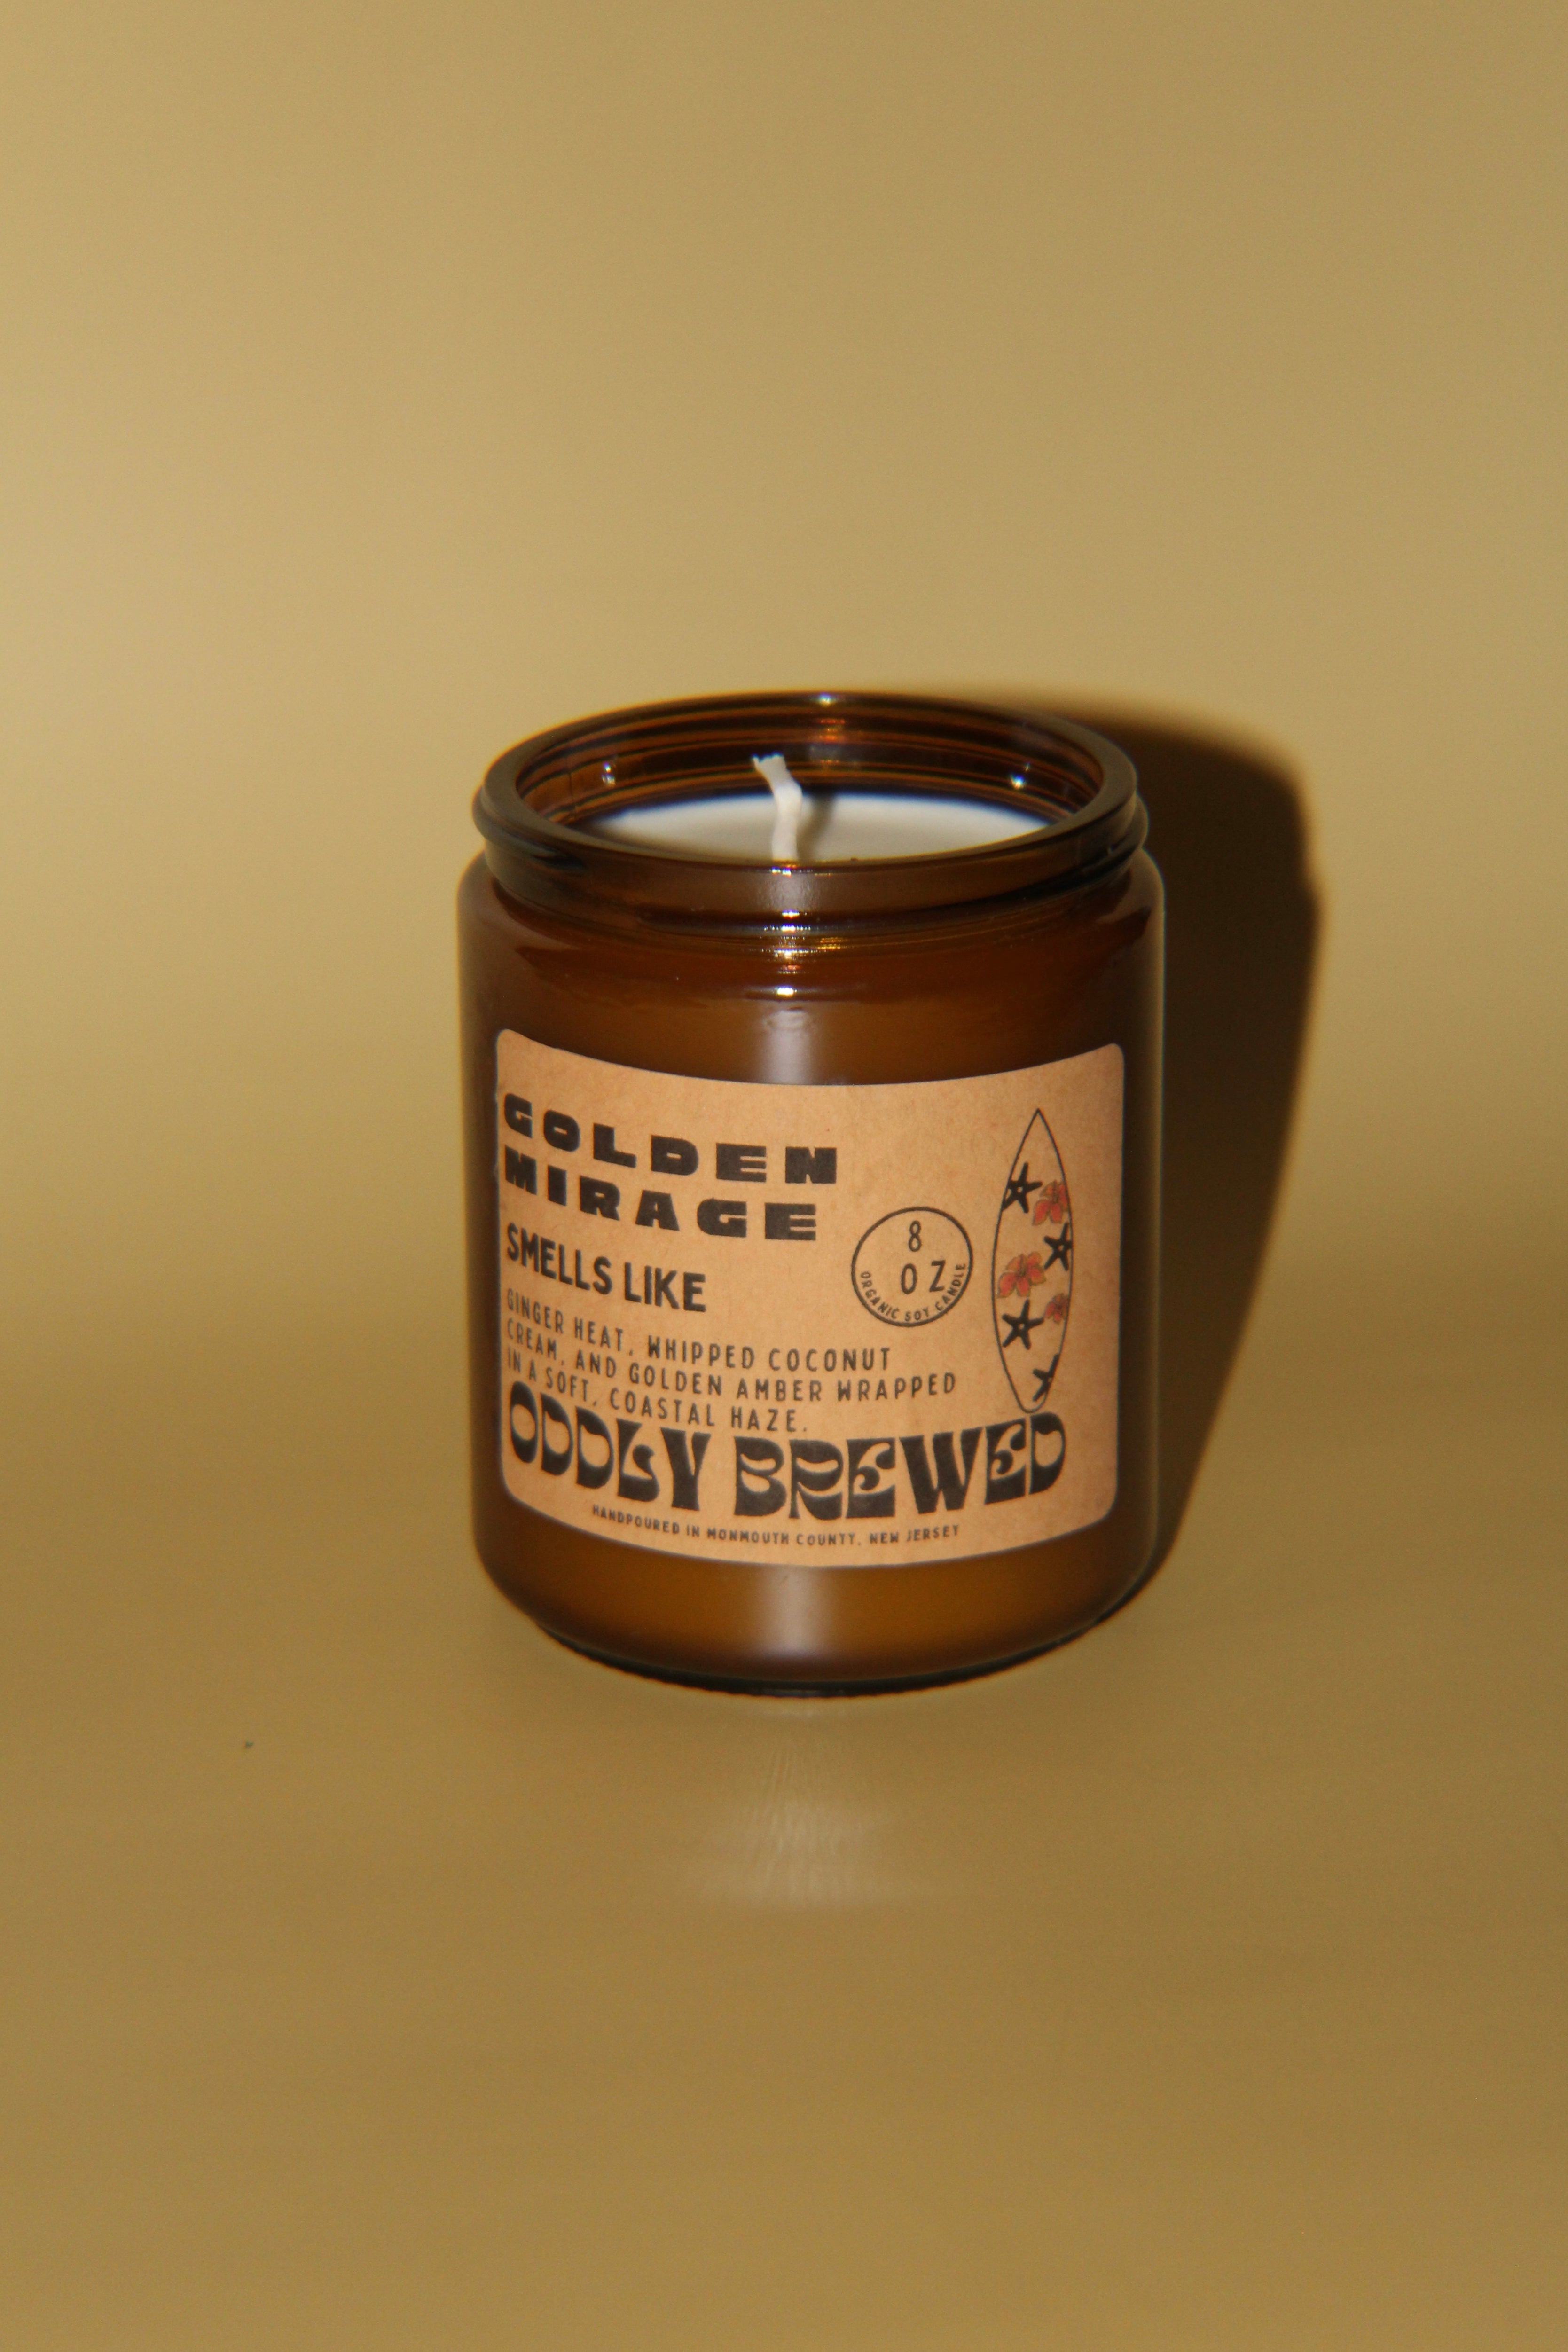 GOLDEN
MIRAGE
SMELLS LIKE
8
OZ
ORGANIC SOY CANDLE
GINGER HEAT, WHIPPED COCONUT
CREAM, AND GOLDEN AMBER WRAPPED
IN A SOFT, COASTAL HAZE.
ODDLY BREWED
HANDPOURED IN MONMOUTH COUNTY, NEW JERSEY